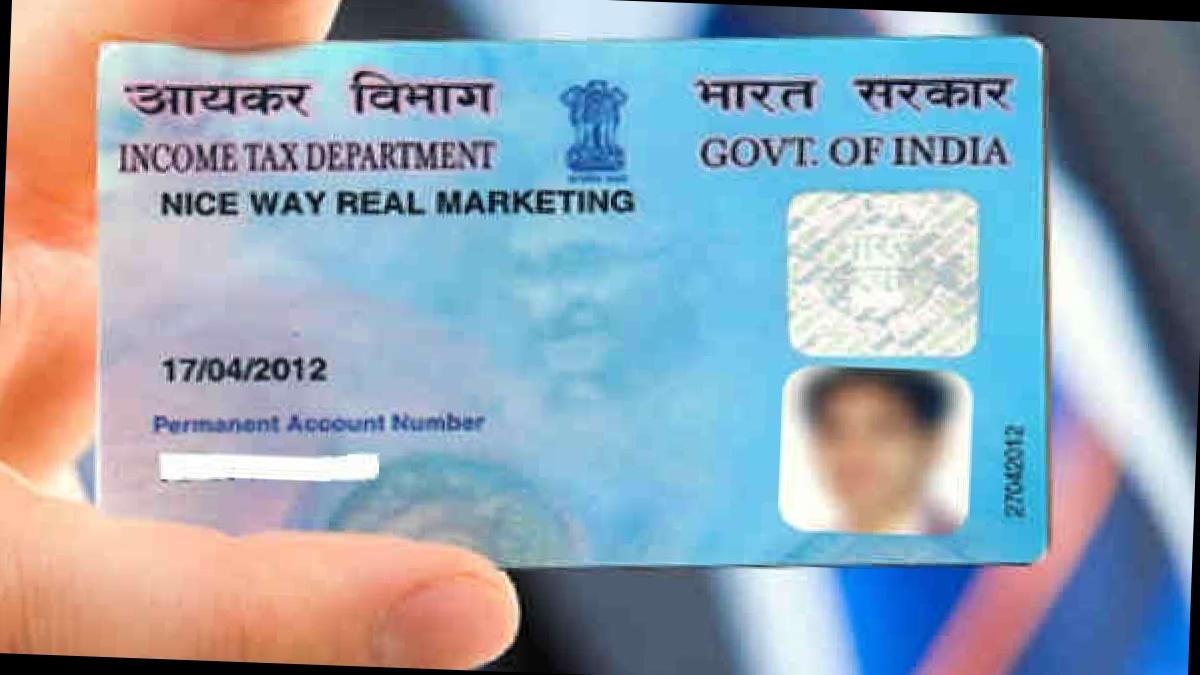 आयकर विभाग
INCOME TAX DEPARTMENT
भारत सरकार
GOVT. OF INDIA
NICE WAY REAL MARKETING
17/04/2012
Permanent Account Number
27042012